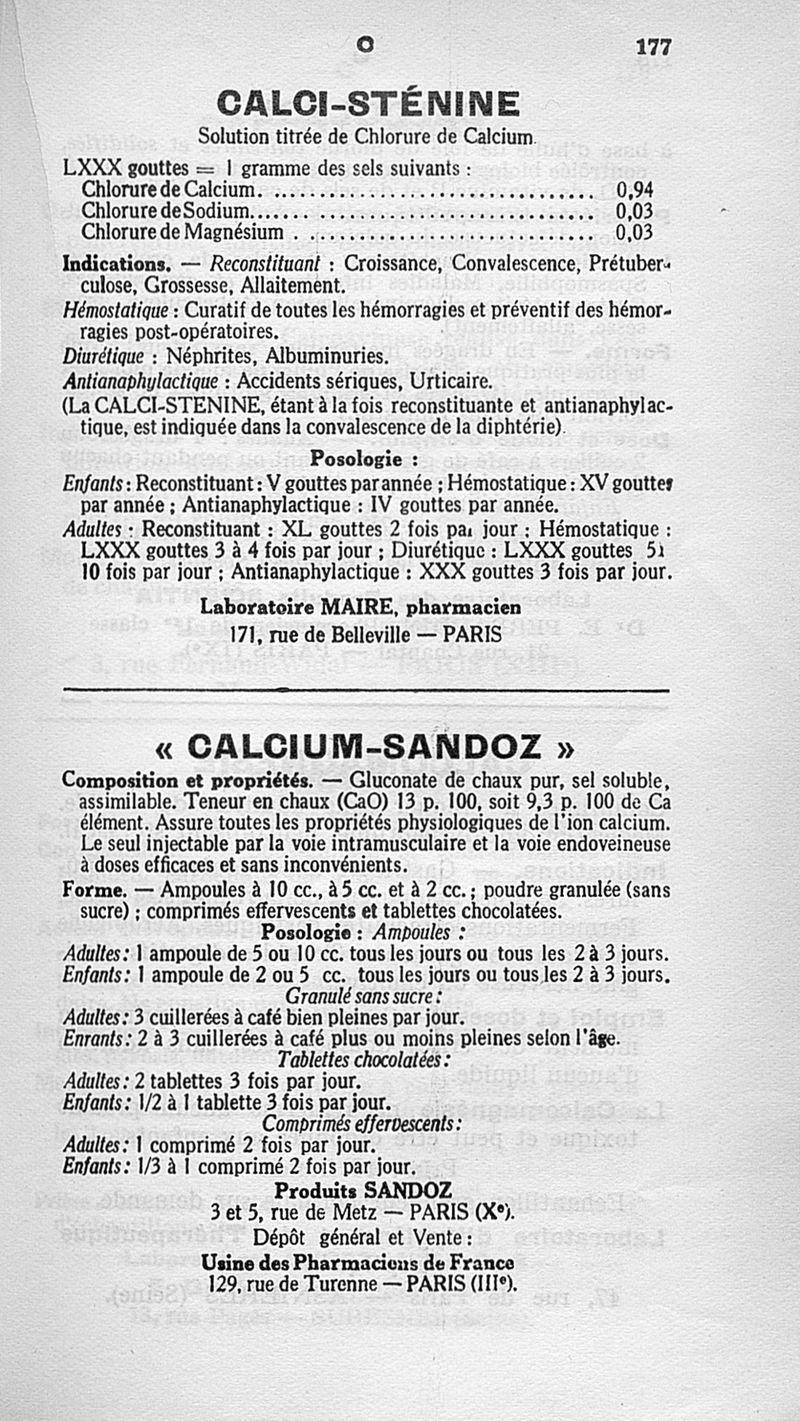 O 177
CALCI-STÉNINE
Solution titrée de Chlorure de Calcium.
LXXX gouttes = 1 gramme des sels suivants :
Chlorure de Calcium. . . . . . . . . . . . . . . . . . . . . 0,94
Chlorure de Sodium. . . . . . . . . . . . . . . . . . . . . 0,03
Chlorure de Magnésium . . . . . . . . . . . . . . . . . . 0,03
Indications. — Reconstituant : Croissance, Convalescence, Prétuber-
culose, Grossesse, Allaitement.
Hémostatique : Curatif de toutes les hémorragies et préventif des hémor-
ragies post-opératoires.
Diurétique : Néphrites, Albuminuries.
Antianaphylactique : Accidents sériques, Urticaire.
(La CALCI-STENINE, étant à la fois reconstituante et antianaphylac-
tique, est indiquée dans la convalescence de la diphtérie).
Posologie :
Enfants : Reconstituant : V gouttes par année ; Hémostatique : XV gouttes
par année ; Antianaphylactique : IV gouttes par année.
Adultes : Reconstituant : XL gouttes 2 fois par jour ; Hémostatique :
LXXX gouttes 3 à 4 fois par jour ; Diurétique : LXXX gouttes 5 à
10 fois par jour ; Antianaphylactique : XXX gouttes 3 fois par jour.
Laboratoire MAIRE, pharmacien
171, rue de Belleville — PARIS
« CALCIUM-SANDOZ »
Composition et propriétés. — Gluconate de chaux pur, sel soluble,
assimilable. Teneur en chaux (CaO) 13 p. 100, soit 9,3 p. 100 de Ca
élément. Assure toutes les propriétés physiologiques de l'ion calcium.
Le seul injectable par la voie intramusculaire et la voie endoveineuse
à doses efficaces et sans inconvénients.
Forme. — Ampoules à 10 cc., à 5 cc. et à 2 cc. ; poudre granulée (sans
sucre) ; comprimés effervescents et tablettes chocolatées.
Posologie : Ampoules :
Adultes : 1 ampoule de 5 ou 10 cc. tous les jours ou tous les 2 à 3 jours.
Enfants : 1 ampoule de 2 ou 5 cc. tous les jours ou tous les 2 à 3 jours.
Granulé sans sucre :
Adultes : 3 cuillerées à café bien pleines par jour.
Enrants : 2 à 3 cuillerées à café plus ou moins pleines selon l'âge.
Tablettes chocolatées :
Adultes : 2 tablettes 3 fois par jour.
Enfants : 1/2 à 1 tablette 3 fois par jour.
Comprimés effervescents :
Adultes : 1 comprimé 2 fois par jour.
Enfants : 1/3 à 1 comprimé 2 fois par jour.
Produits SANDOZ
3 et 5, rue de Metz — PARIS (Xe).
Dépôt général et Vente :
Usine des Pharmaciens de France
129, rue de Turenne — PARIS (IIIe).